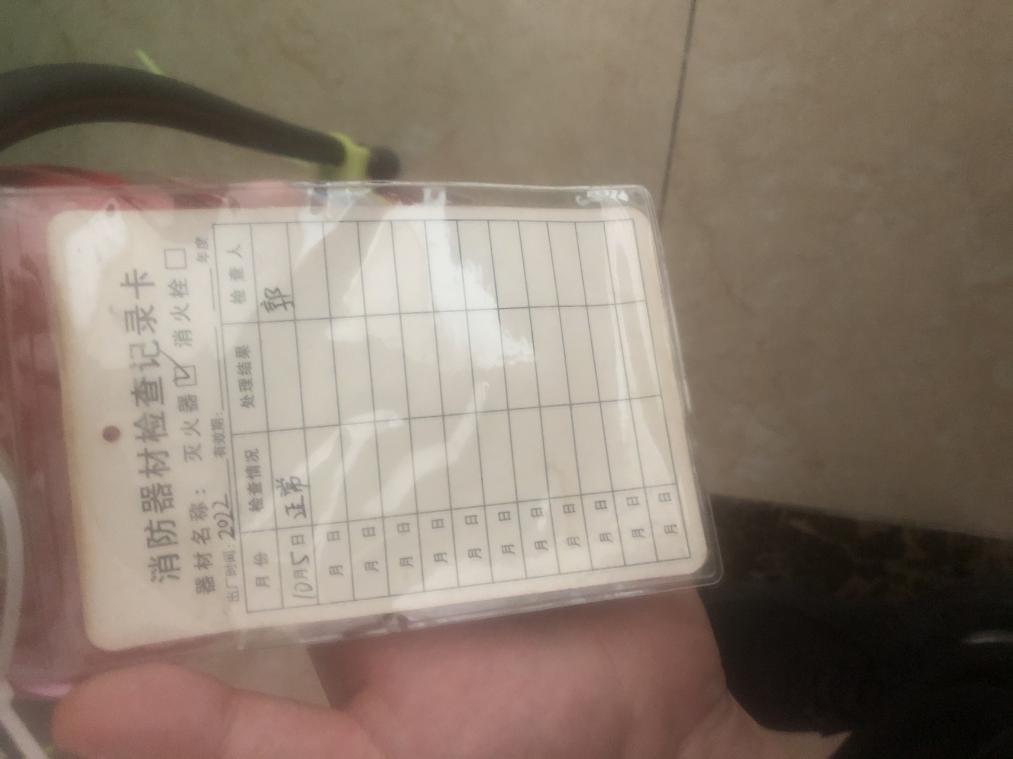 消防器材检查记录卡
器材名称： 灭火器☑ 消火栓□
出厂时间：2022 有效期： 年度
月份 检查情况 处理结果 检查人
10月5日 正常 郭
月 日
月 日
月 日
月 日
月 日
月 日
月 日
月 日
月 日
月 日